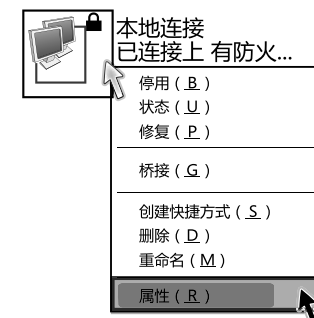 本地连接
已连接上 有防火...
停用（B）
状态（U）
修复（P）
桥接（G）
创建快捷方式（S）
删除（D）
重命名（M）
属性（R）